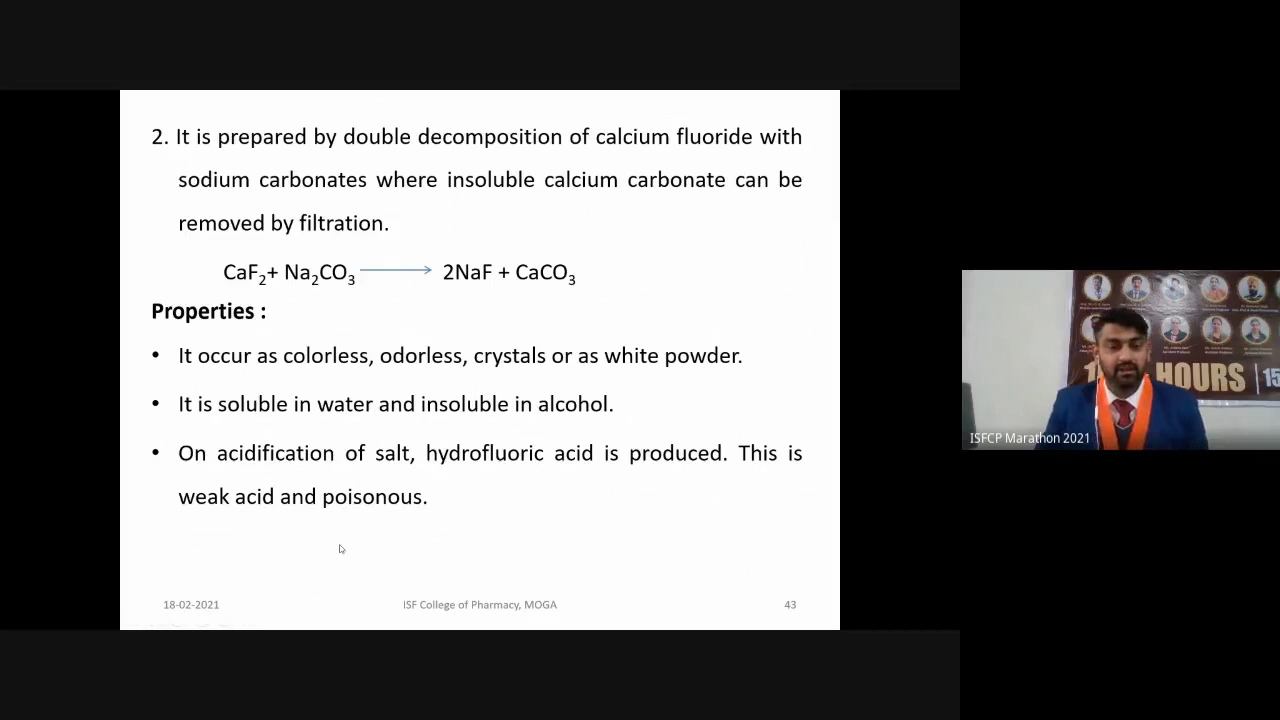 2. It is prepared by double decomposition of calcium fluoride with
sodium carbonates where insoluble calcium carbonate can be
removed by filtration.
CaF₂+ Na₂CO₃ ⟶ 2NaF + CaCO₃
Properties :
• It occur as colorless, odorless, crystals or as white powder.
• It is soluble in water and insoluble in alcohol.
• On acidification of salt, hydrofluoric acid is produced. This is
weak acid and poisonous.
18-02-2021 ISF College of Pharmacy, MOGA 43
HOURS 15
ISFCP Marathon 2021